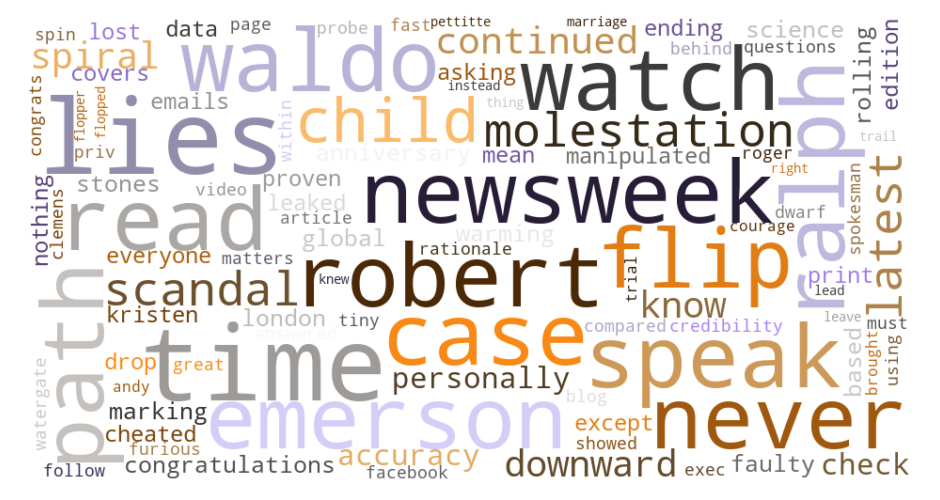 spin lost data page probe fast pettitte marriage ending science
spiral waldo continued behind questions rolling edition
congrats covers emails asking instead watch
flopper flopped lies within child thing molestation ralph trail
priv anniversary mean manipulated roger
nothing stones proven newsweek right latest
clemens read video leaked article dwarf spokesman
global warming rationale courage
everyone matters robert flip print
path scandal knew trial know lead
kristen london tiny case compared credibility leave must
answered time speak based brought using
watergate drop great personally
andy marking emerson blog except never
cheated furious showed
follow congratulations accuracy facebook downward exec faulty check